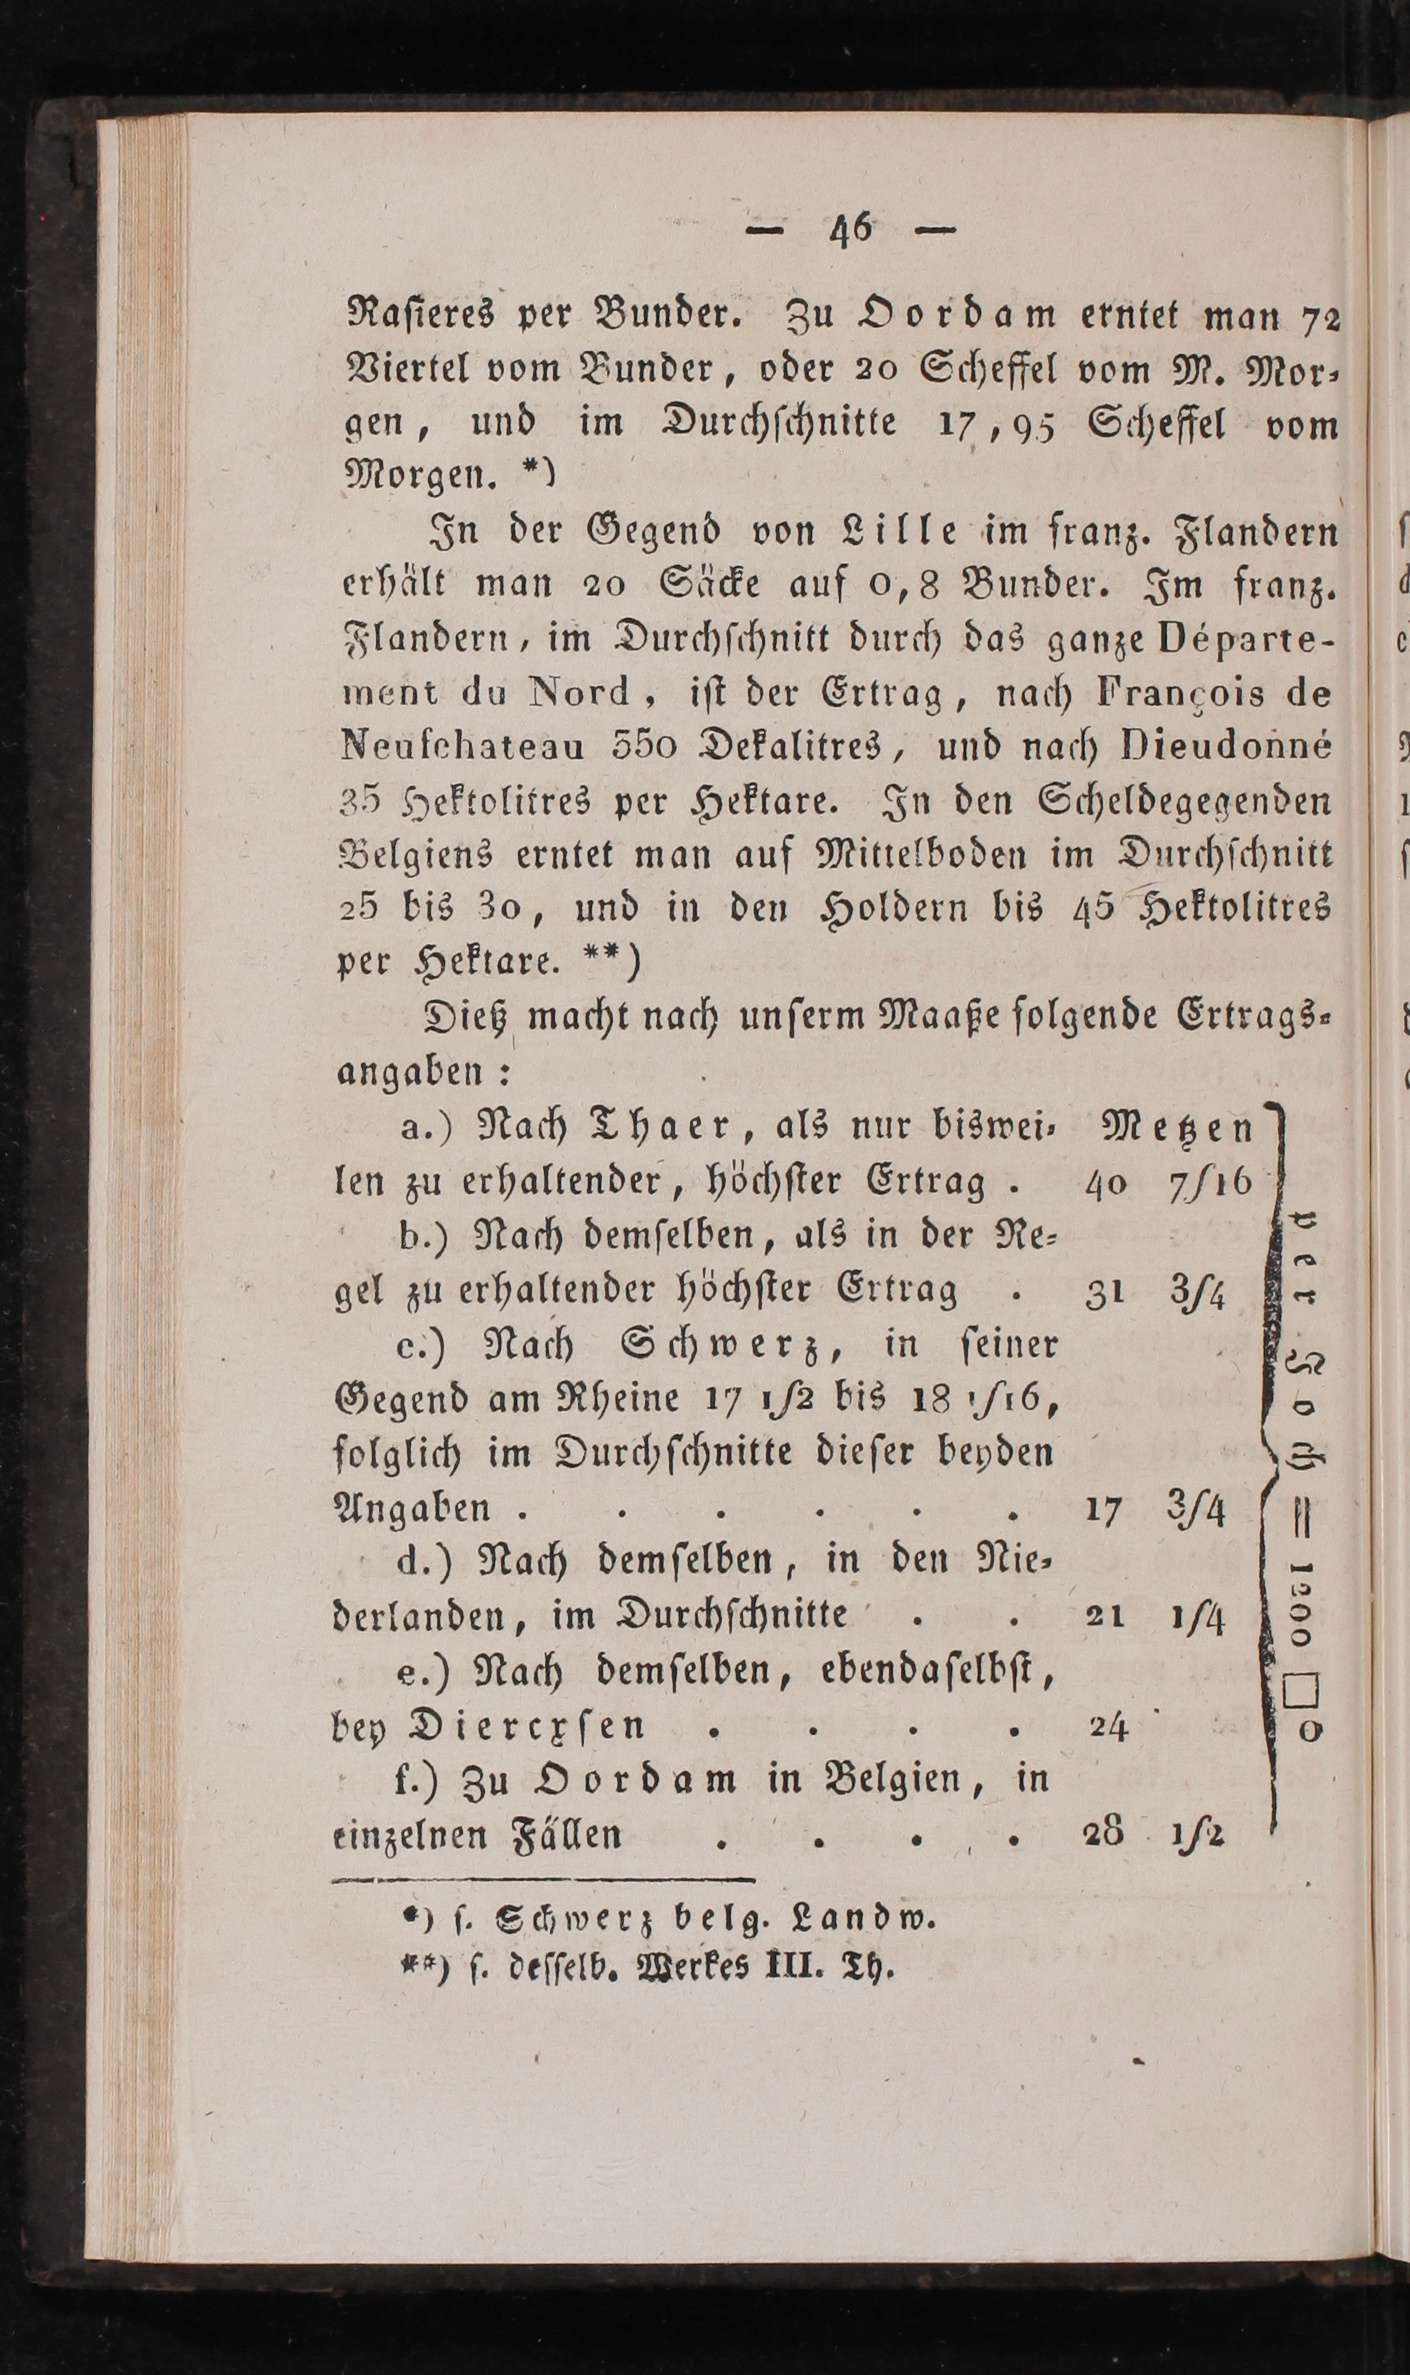 — 46 —
Raſieres per Bunder. Zu Oordam erntet man 72
Viertel vom Bunder, oder 20 Scheffel vom M. Mor⸗
gen, und im Durchſchnitte 17,95 Scheffel vom
Morgen. *)
In der Gegend von Lille im franz. Flandern
erhält man 20 Säcke auf 0,8 Bunder. Im franz.
Flandern, im Durchſchnitt durch das ganze Départe-
ment du Nord, iſt der Ertrag, nach François de
Neufchateau 550 Dekalitres, und nach Dieudonné
35 Hektolitres per Hektare. In den Scheldegegenden
Belgiens erntet man auf Mittelboden im Durchſchnitt
25 bis 30, und in den Holdern bis 45 Hektolitres
per Hektare. **)
Dieß macht nach unſerm Maaße folgende Ertrags⸗
angaben:
a.) Nach Thaer, als nur biswei⸗ Metzen
len zu erhaltender, höchſter Ertrag . 40 7/16
b.) Nach demſelben, als in der Re⸗
gel zu erhaltender höchſter Ertrag . 31 3/4
c.) Nach Schwerz, in ſeiner
Gegend am Rheine 17 1/2 bis 18 1/16,
folglich im Durchſchnitte dieſer beyden
Angaben . . . . . . 17 3/4
d.) Nach demſelben, in den Nie⸗
derlanden, im Durchſchnitte . . 21 1/4
e.) Nach demſelben, ebendaſelbſt,
bey Diercxſen . . . . 24
f.) Zu Oordam in Belgien, in
einzelnen Fällen . . . . 28 1/2
per Joch = 1200 □°
*) ſ. Schwerz belg. Landw.
**) ſ. deſſelb. Werkes III. Th.